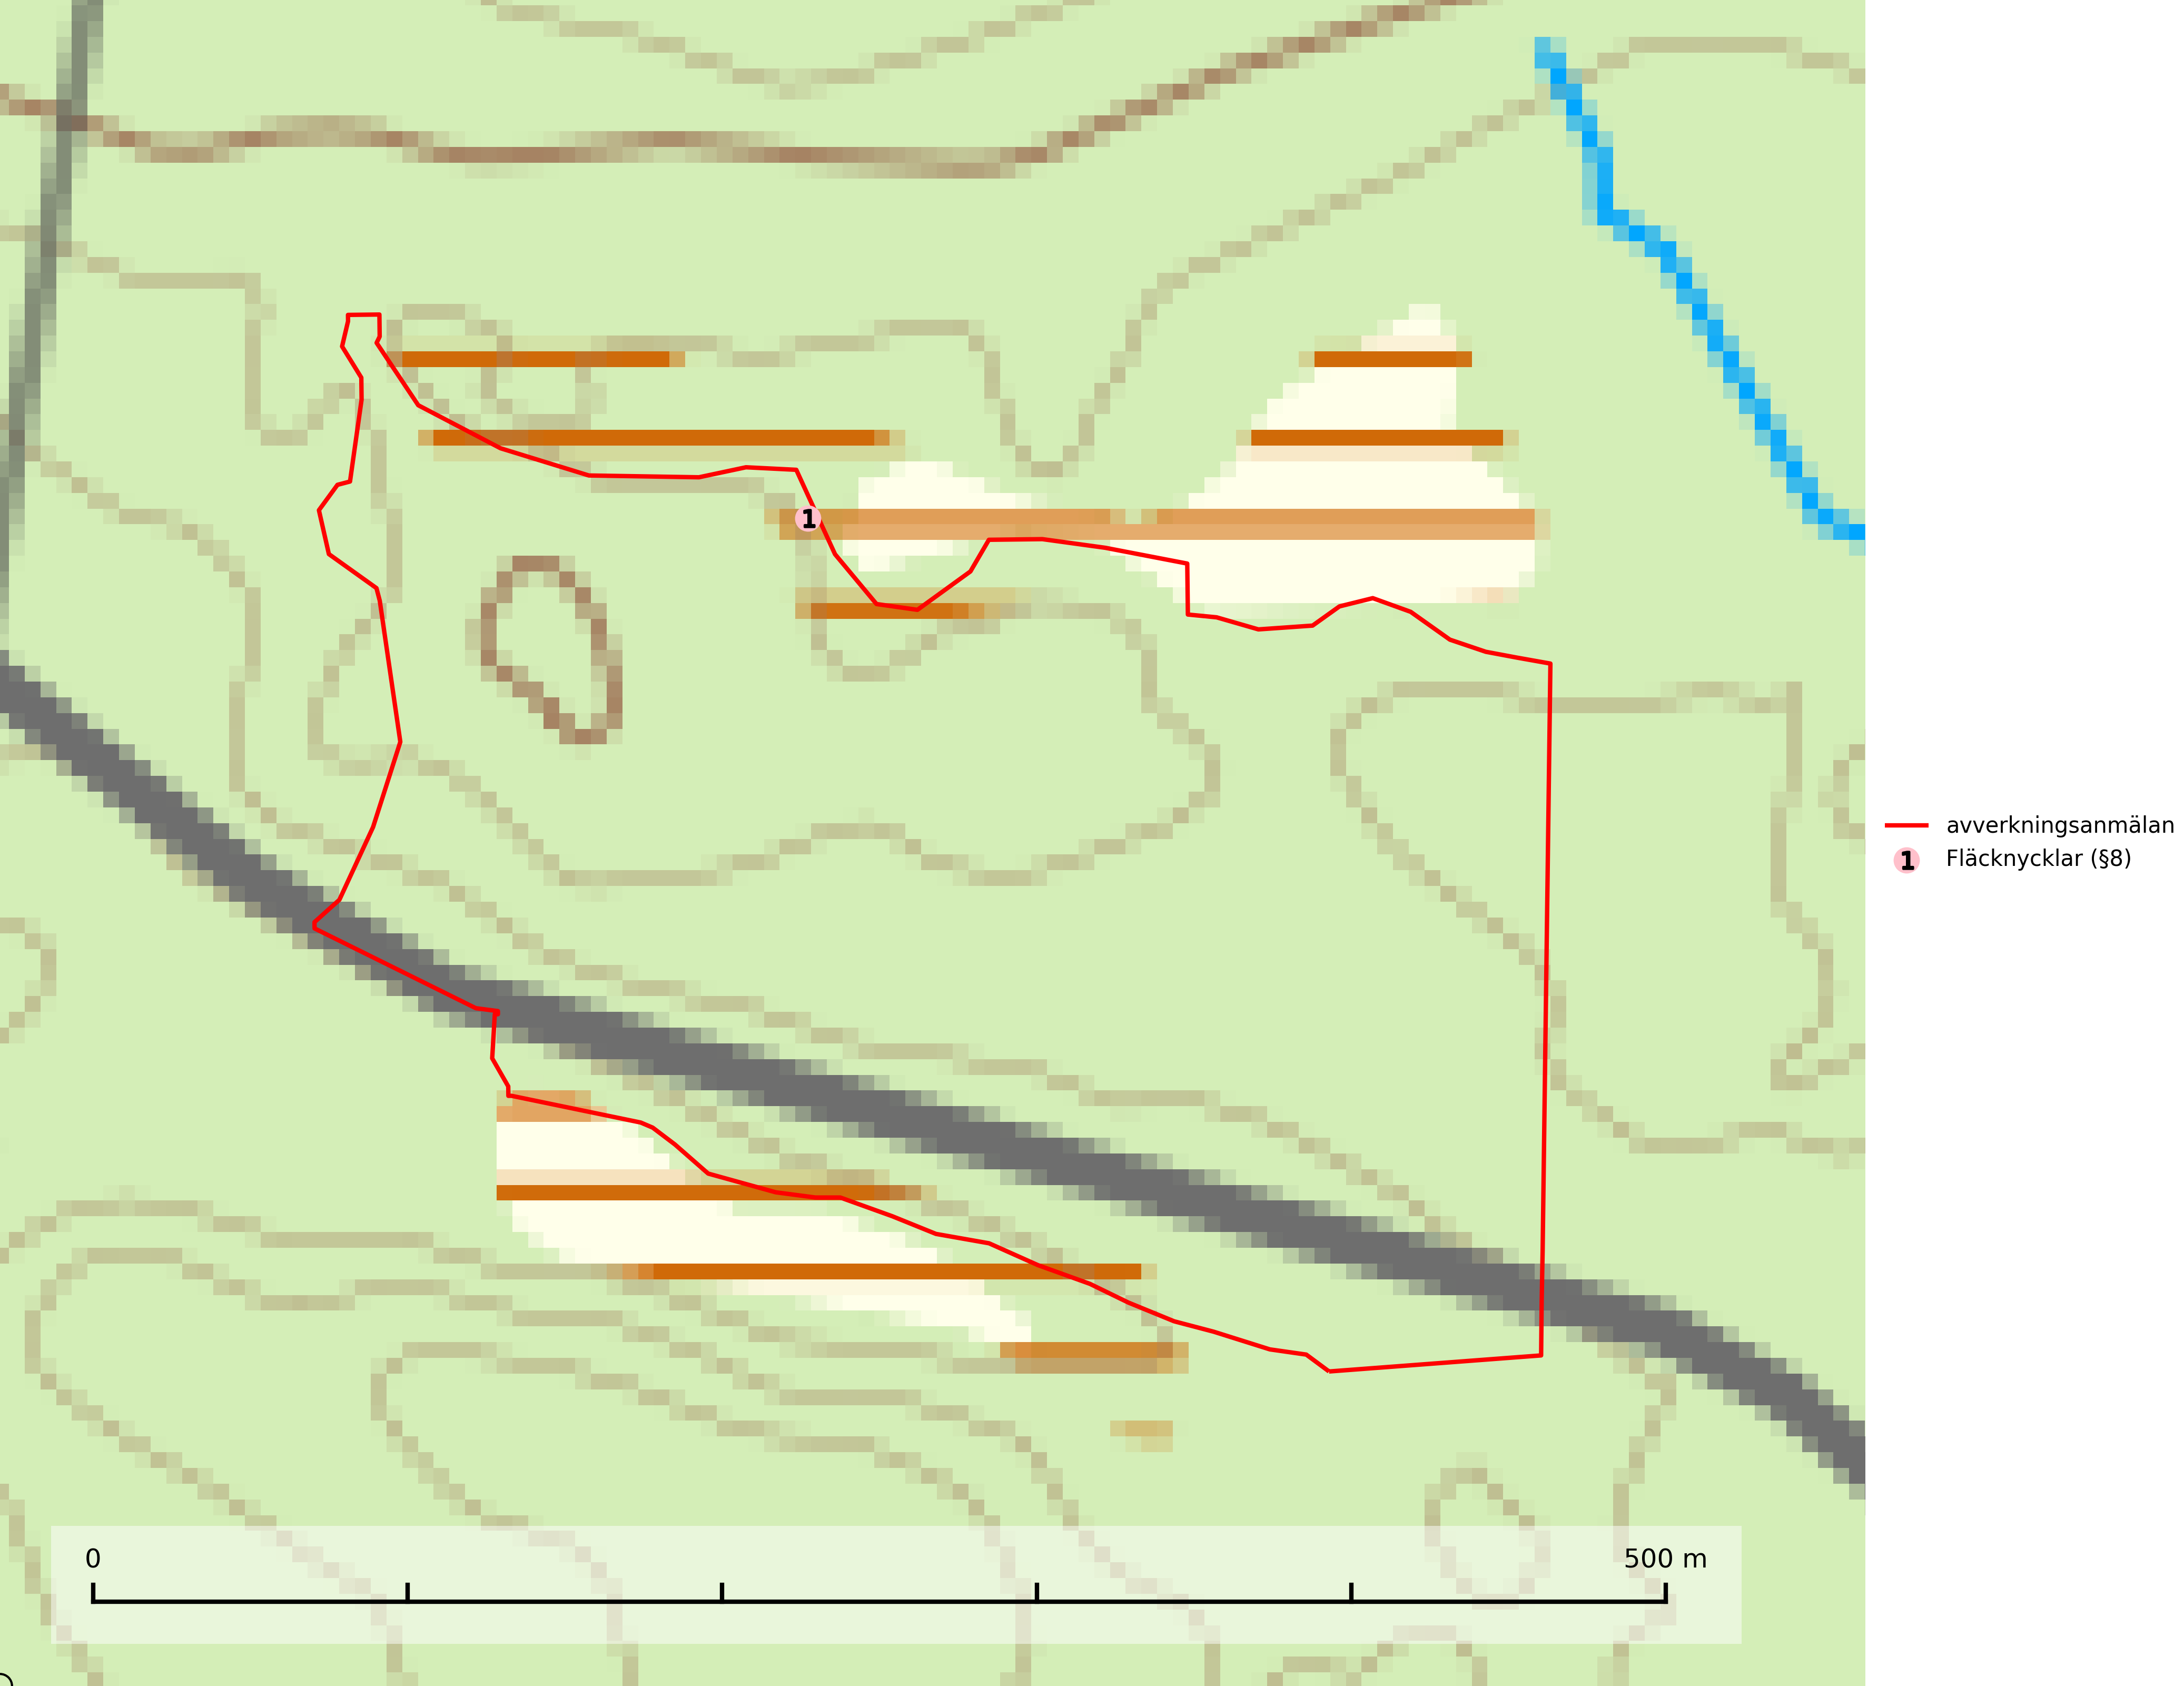 1
avverkningsanmälan
1 Fläcknycklar (§8)
0 500 m